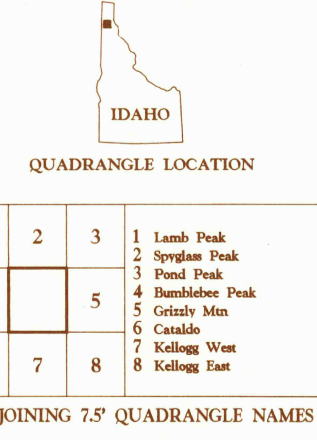 IDAHO
QUADRANGLE LOCATION
2 3
5
7 8
1 Lamb Peak
2 Spyglass Peak
3 Pond Peak
4 Bumblebee Peak
5 Grizzly Mtn
6 Cataldo
7 Kellogg West
8 Kellogg East
JOINING 7.5' QUADRANGLE NAMES